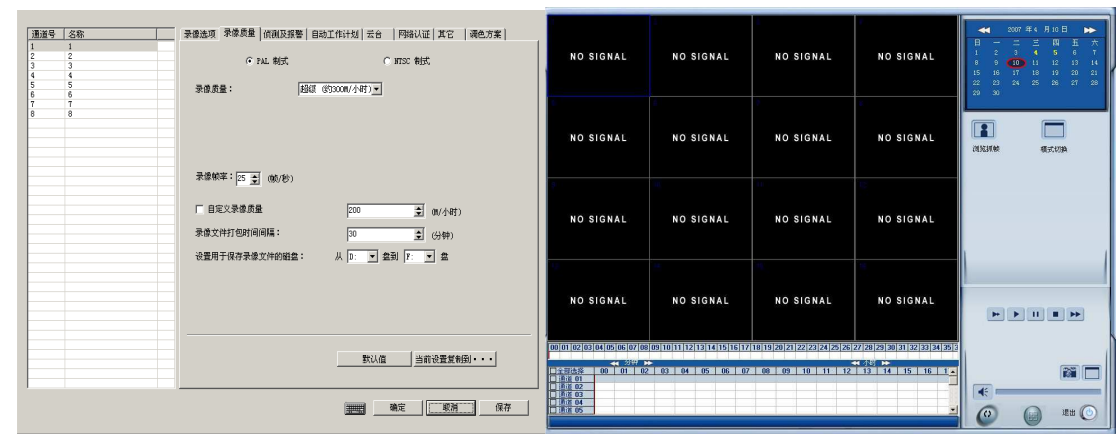 通道号 名称
1 1
2 2
3 3
4 4
5 5
6 6
7 7
8 8
录像选项 录像质量 侦测及报警 自动工作计划 云台 网络认证 其它 调色方案
PAL 制式 NTSC 制式
录像质量： 超级 (约300M/小时)
录像帧率： 25 (帧/秒)
自定义录像质量 200 (M/小时)
录像文件打包时间间隔： 30 (分钟)
设置用于保存录像文件的磁盘： 从 D: 盘到 F: 盘
默认值 当前设置复制到・・・
确定 取消 保存
NO SIGNAL NO SIGNAL NO SIGNAL NO SIGNAL
NO SIGNAL NO SIGNAL NO SIGNAL NO SIGNAL
NO SIGNAL NO SIGNAL NO SIGNAL NO SIGNAL
NO SIGNAL NO SIGNAL NO SIGNAL NO SIGNAL
00 01 02 03 04 05 06 07 08 09 10 11 12 13 14 15 16 17 18 19 20 21 22 23 24 25 26 27 28 29 30 31 32 33 34 35 3
分钟 小时
全部选择 00 01 02 03 04 05 06 07 08 09 10 11 12 13 14 15 16 1
通道 01
通道 02
通道 03
通道 04
通道 05
2007 年 4 月 10 日
日 一 二 三 四 五 六
1 2 3 4 5 6 7
8 9 10 11 12 13 14
15 16 17 18 19 20 21
22 23 24 25 26 27 28
29 30
浏览抓帧 模式切换
退出